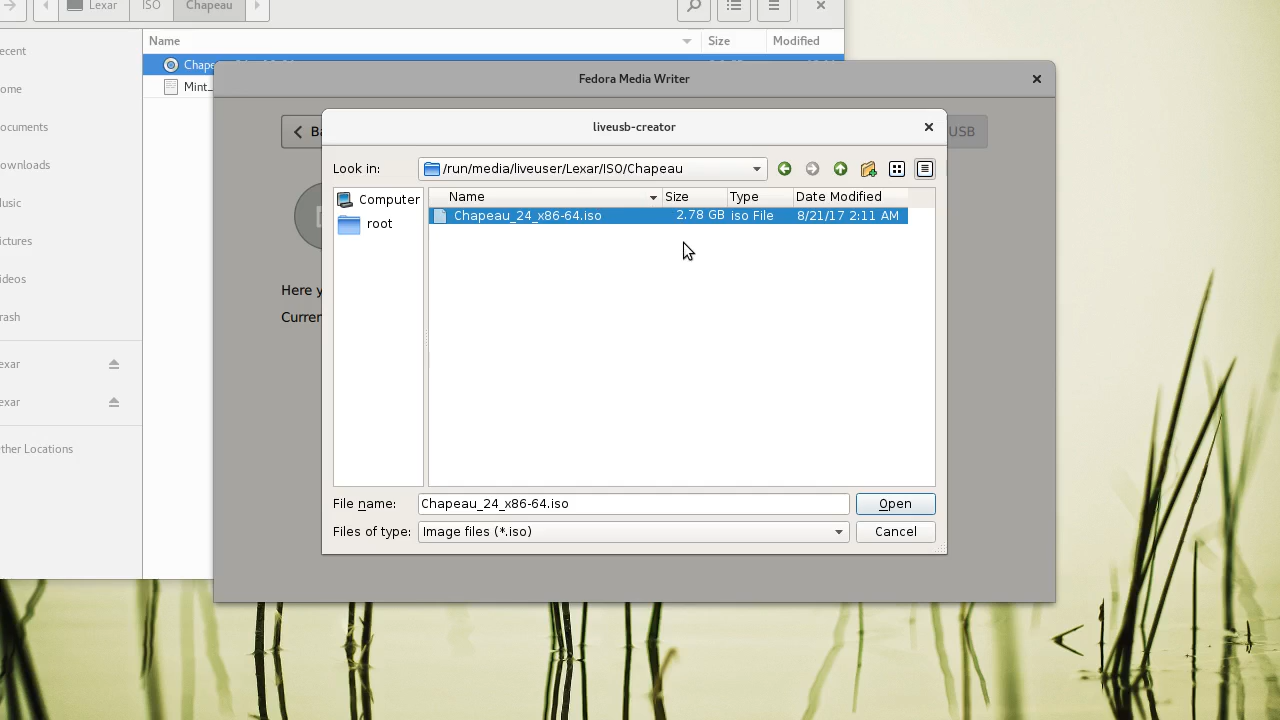 Lexar ISO Chapeau
Name Size Modified
ecent
ome
ocuments
ownloads
usic
ictures
ideos
rash
exar
exar
ther Locations
Chape
Mint_
Fedora Media Writer
Ba
USB
Here y
Curren
liveusb-creator
Look in: /run/media/liveuser/Lexar/ISO/Chapeau
Computer
root
Name Size Type Date Modified
Chapeau_24_x86-64.iso 2.78 GB iso File 8/21/17 2:11 AM
File name: Chapeau_24_x86-64.iso Open
Files of type: Image files (*.iso) Cancel